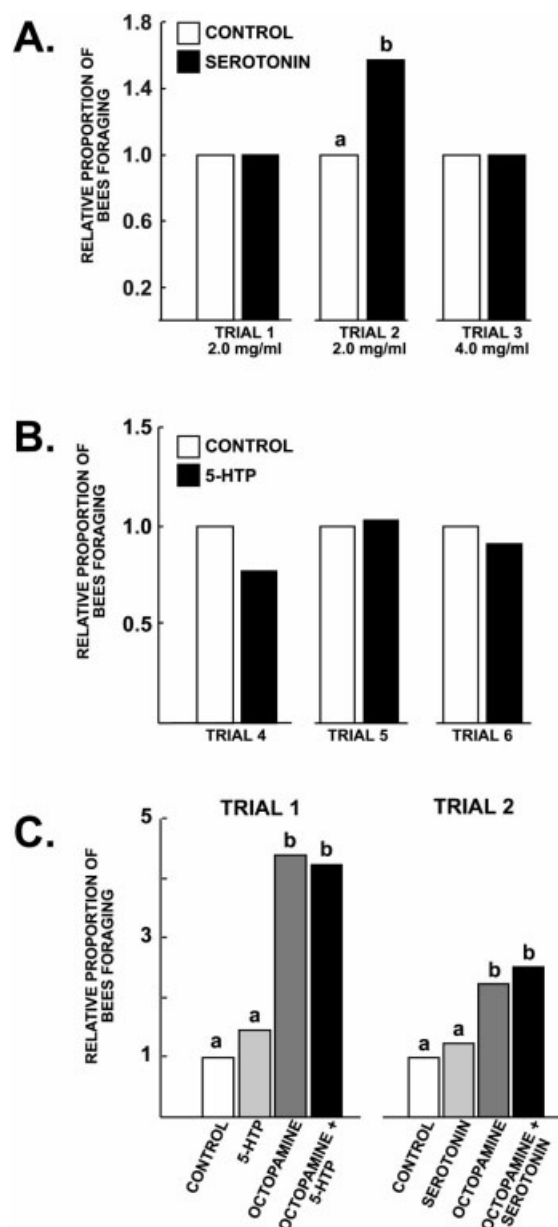 A.
CONTROL
SEROTONIN
RELATIVE PROPORTION OF
BEES FORAGING
1.8
1.4
1.0
0.6
0.2
a
b
TRIAL 1
2.0 mg/ml
TRIAL 2
2.0 mg/ml
TRIAL 3
4.0 mg/ml
B.
CONTROL
5-HTP
RELATIVE PROPORTION OF
BEES FORAGING
1.5
1.0
0.5
TRIAL 4
TRIAL 5
TRIAL 6
C.
TRIAL 1
TRIAL 2
RELATIVE PROPORTION OF
BEES FORAGING
5
3
1
a
a
b
b
a
a
b
b
CONTROL
5-HTP
OCTOPAMINE
OCTOPAMINE +
5-HTP
CONTROL
SEROTONIN
OCTOPAMINE
OCTOPAMINE +
SEROTONIN